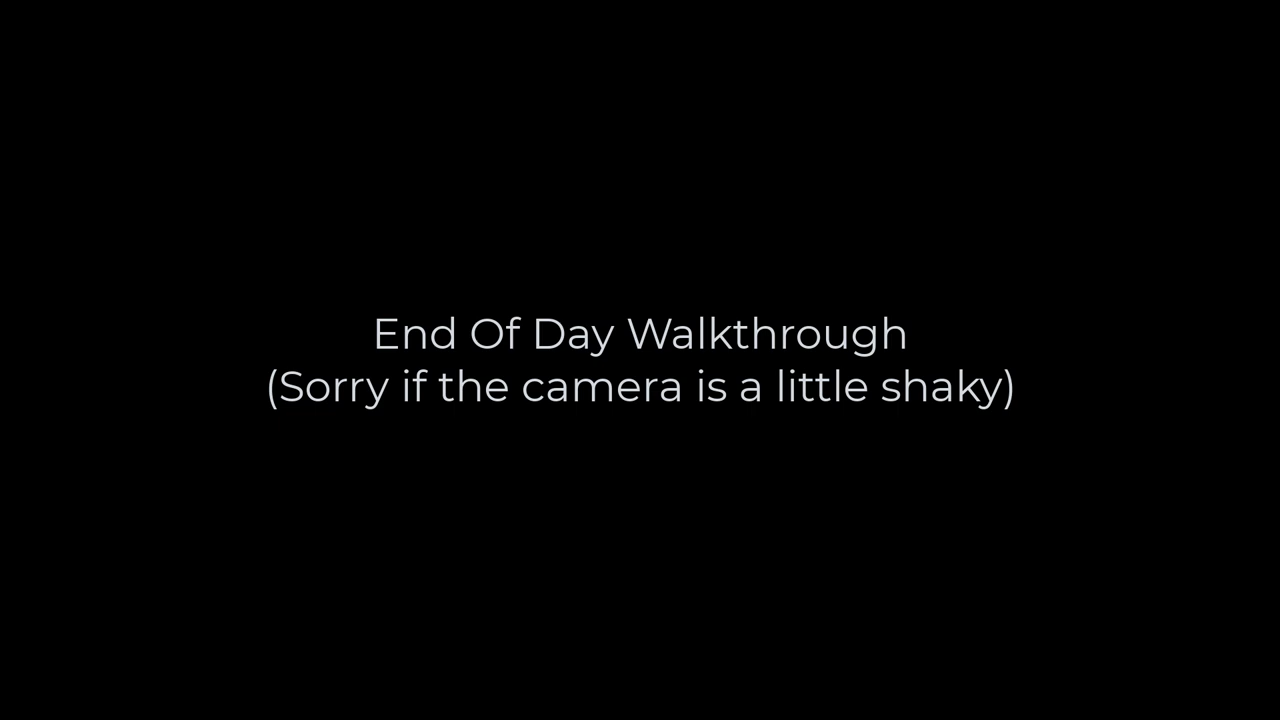 End Of Day Walkthrough
(Sorry if the camera is a little shaky)